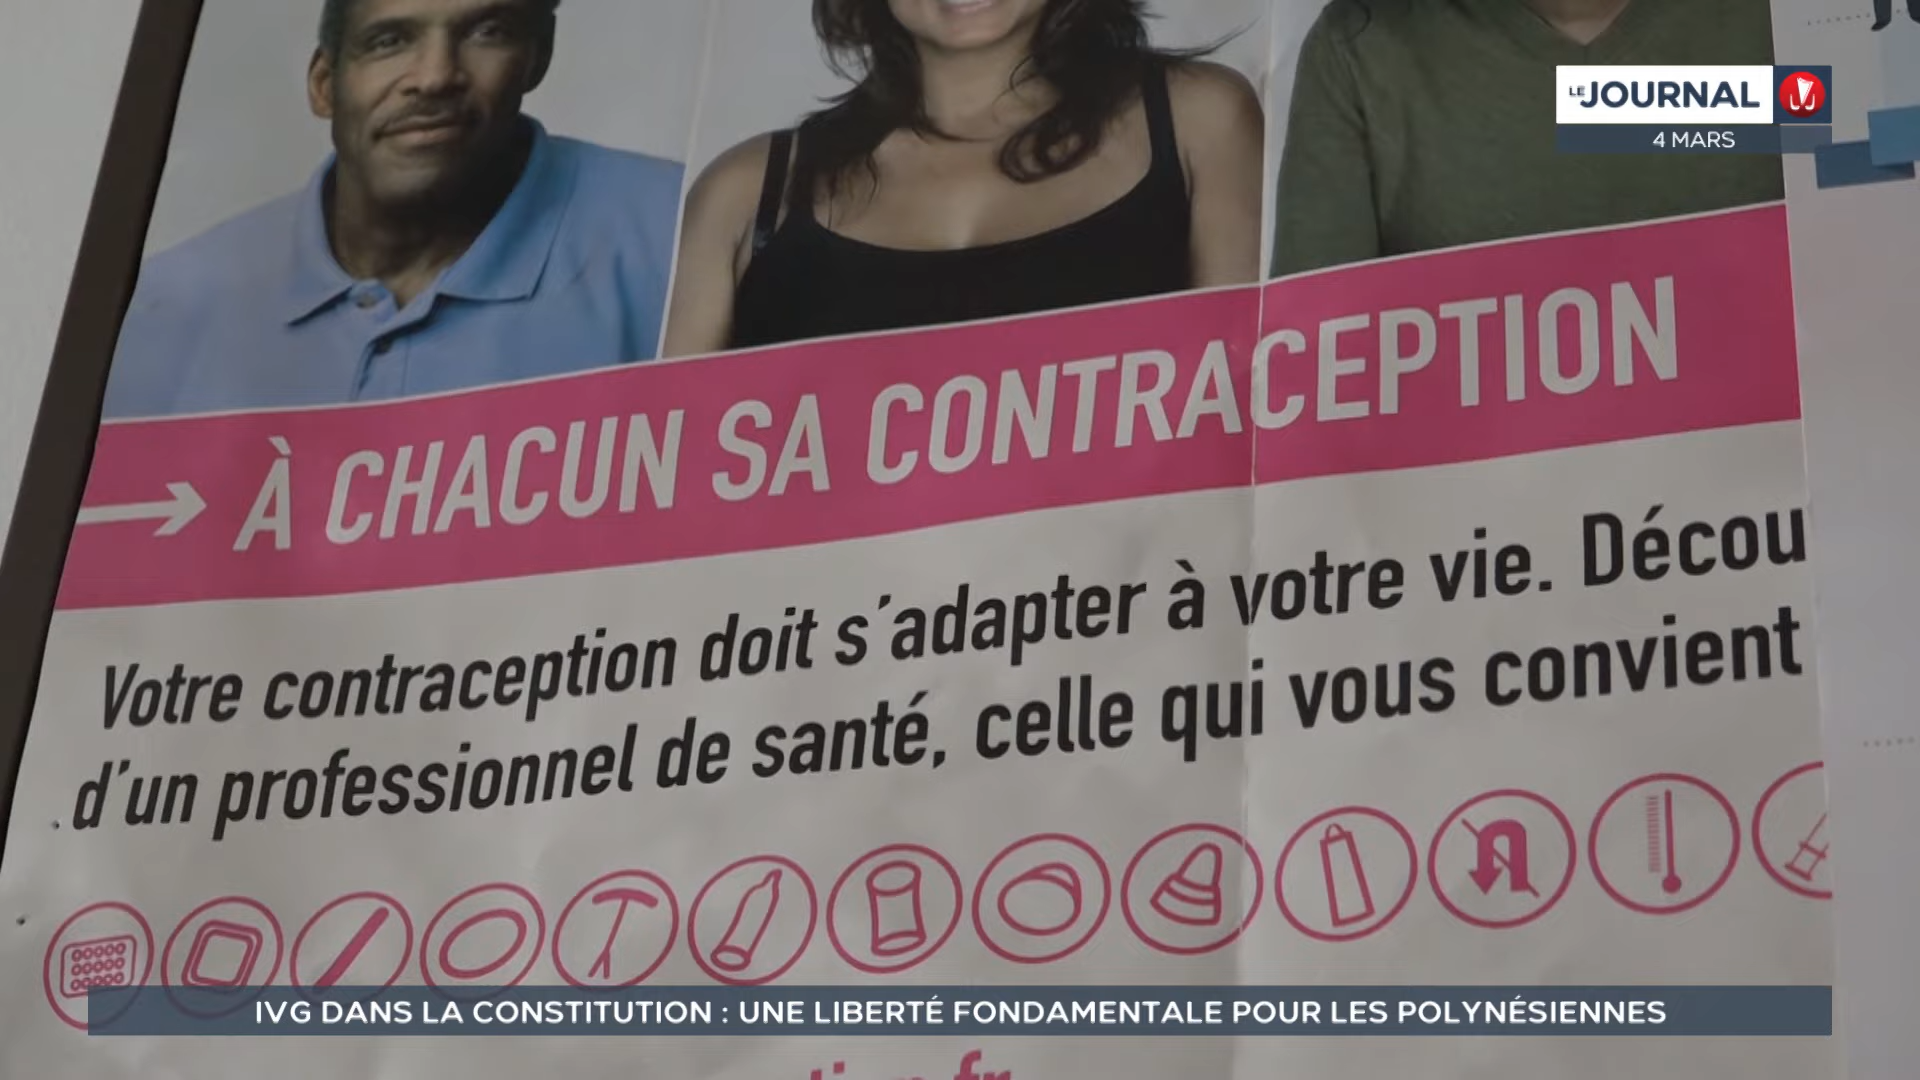 LE JOURNAL
4 MARS
À CHACUN SA CONTRACEPTION
Votre contraception doit s'adapter à votre vie. Décou
d'un professionnel de santé, celle qui vous convient
IVG DANS LA CONSTITUTION : UNE LIBERTÉ FONDAMENTALE POUR LES POLYNÉSIENNES